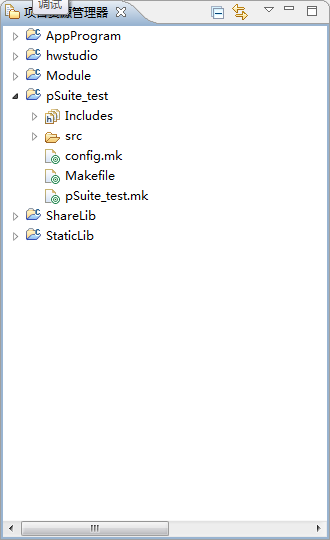 调试
项目资源管理器
AppProgram
hwstudio
Module
pSuite_test
Includes
src
config.mk
Makefile
pSuite_test.mk
ShareLib
StaticLib